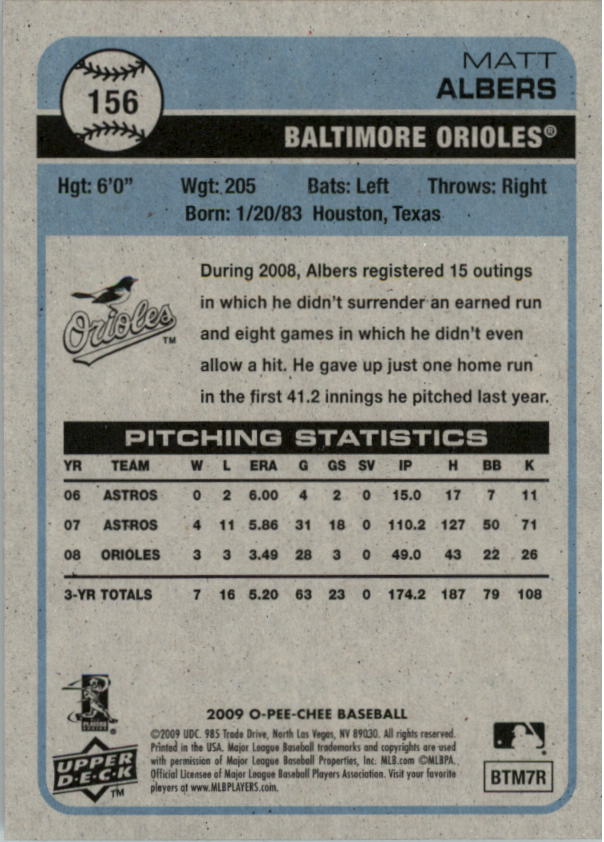 156
MATT
ALBERS
BALTIMORE ORIOLES®
Hgt: 6'0" Wgt: 205 Bats: Left Throws: Right
Born: 1/20/83 Houston, Texas
Orioles TM
During 2008, Albers registered 15 outings
in which he didn't surrender an earned run
and eight games in which he didn't even
allow a hit. He gave up just one home run
in the first 41.2 innings he pitched last year.
PITCHING STATISTICS
YR TEAM W L ERA G GS SV IP H BB K
06 ASTROS 0 2 6.00 4 2 0 15.0 17 7 11
07 ASTROS 4 11 5.86 31 18 0 110.2 127 50 71
08 ORIOLES 3 3 3.49 28 3 0 49.0 43 22 26
3-YR TOTALS 7 16 5.20 63 23 0 174.2 187 79 108
2009 O-PEE-CHEE BASEBALL
©2009 UDC. 985 Trade Drive, North Las Vegas, NV 89030. All rights reserved.
Printed in the USA. Major League Baseball trademarks and copyrights are used
with permission of Major League Baseball Properties, Inc. MLB.com ©MLBPA.
Official Licensee of Major League Baseball Players Association. Visit your favorite
players at www.MLBPLAYERS.com.
UPPER
D·E·C·K
TM
BTM7R